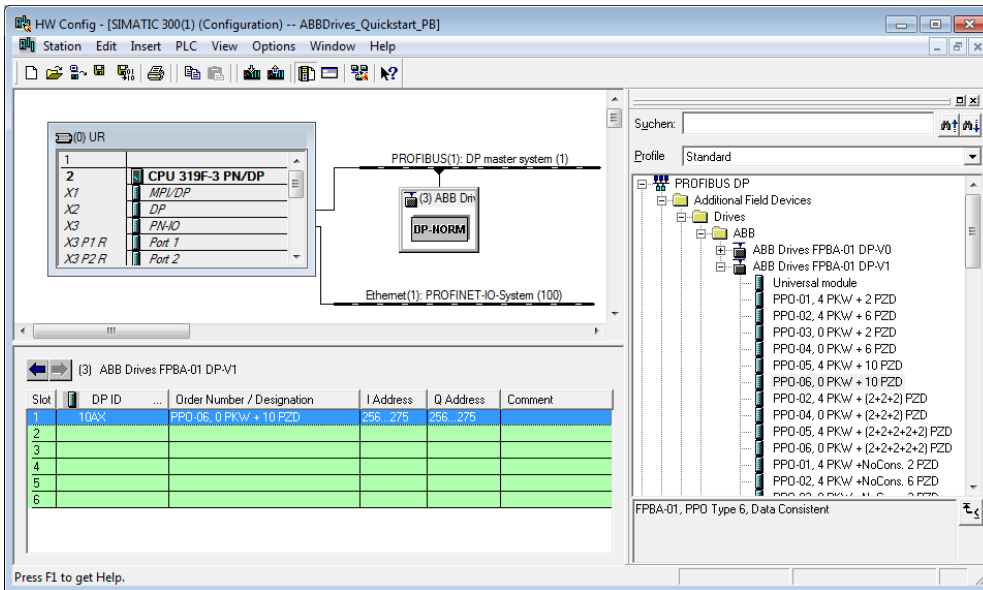 HW Config - [SIMATIC 300(1) (Configuration) -- ABBDrives_Quickstart_PB]
Station Edit Insert PLC View Options Window Help
(0) UR
1
2 CPU 319F-3 PN/DP
X1 MPI/DP
X2 DP
X3 PN-IO
X3 P1 R Port 1
X3 P2 R Port 2
PROFIBUS(1): DP master system (1)
(3) ABB Driv
DP-NORM
Ethernet(1): PROFINET-IO-System (100)
(3) ABB Drives FPBA-01 DP-V1
Slot DP ID ... Order Number / Designation I Address Q Address Comment
1 10AX PPO-06, 0 PKW + 10 PZD 256...275 256...275
2
3
4
5
6
Suchen:
Profile Standard
PROFIBUS DP
Additional Field Devices
Drives
ABB
ABB Drives FPBA-01 DP-V0
ABB Drives FPBA-01 DP-V1
Universal module
PPO-01, 4 PKW + 2 PZD
PPO-02, 4 PKW + 6 PZD
PPO-03, 0 PKW + 2 PZD
PPO-04, 0 PKW + 6 PZD
PPO-05, 4 PKW + 10 PZD
PPO-06, 0 PKW + 10 PZD
PPO-02, 4 PKW + (2+2+2) PZD
PPO-04, 0 PKW + (2+2+2) PZD
PPO-05, 4 PKW + (2+2+2+2+2) PZD
PPO-06, 0 PKW + (2+2+2+2+2) PZD
PPO-01, 4 PKW +NoCons. 2 PZD
PPO-02, 4 PKW +NoCons. 6 PZD
FPBA-01, PPO Type 6, Data Consistent
Press F1 to get Help.